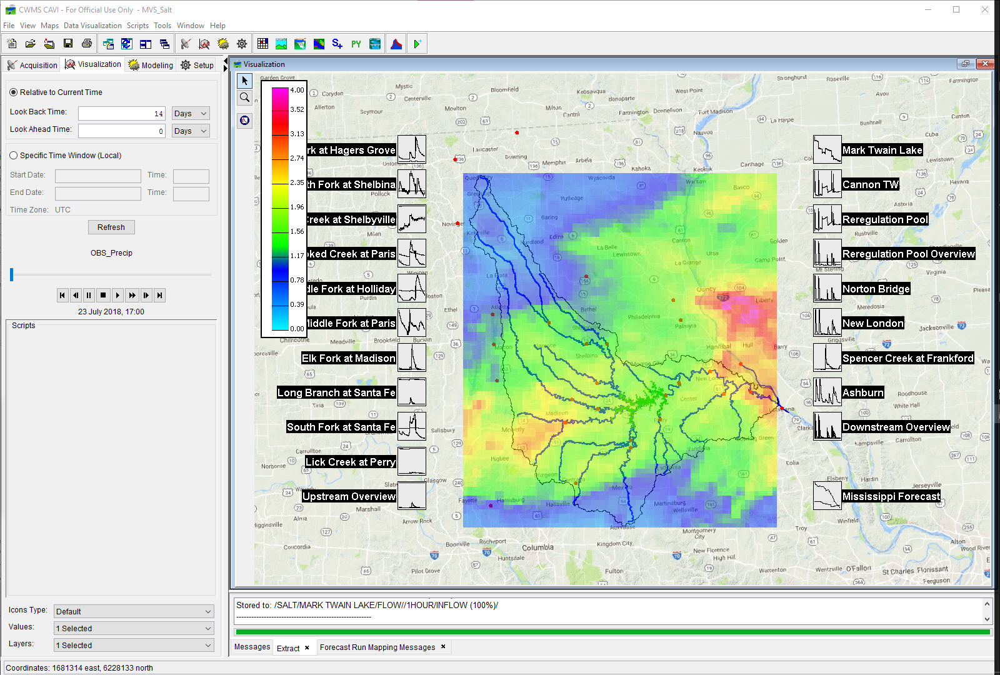 CWMS CAVI - For Official Use Only - MVS_Salt
File View Maps Data Visualization Scripts Tools Window Help
S+ PY
Acquisition Visualization Modeling Setup
Relative to Current Time
Look Back Time: 14 Days
Look Ahead Time: 0 Days
Specific Time Window (Local)
Start Date: Time:
End Date: Time:
Time Zone: UTC
Refresh
OBS_Precip
23 July 2018, 17:00
Scripts
Icons Type: Default
Values: 1 Selected
Layers: 1 Selected
Visualization
4.00
3.52
3.13
2.74
2.35
1.96
1.56
1.17
0.78
0.39
0.00
rk at Hagers Grove
th Fork at Shelbina
Creek at Shelbyville
oked Creek at Paris
dle Fork at Holliday
Middle Fork at Paris
Elk Fork at Madison
Long Branch at Santa Fe
South Fork at Santa Fe
Lick Creek at Perry
Upstream Overview
Mark Twain Lake
Cannon TW
Reregulation Pool
Reregulation Pool Overview
Norton Bridge
New London
Spencer Creek at Frankford
Ashburn
Downstream Overview
Mississippi Forecast
Garden Grove
Mystic
Bloomfield
Corydon
Centerville
Keosauqua
West Point
Stronghurst
Roseville
Farmington
Allerton
Seymour
Moulton
Milton
Cantril
Bonaparte
Farmington
Donnellson
Fort Madison
La Harpe
Bushnell
Avou
Canton
Nauvoo
Cuba
Lewistown
Lancaster
Downing
Memphis
Arbela
Kahoka
Keokuk
Carthage
Havana
Pollock
Milan
Novinger
Kirksville
Wyaconda
Rutledge
Baring
Edina
Hurdland
La Belle
Lewistown
Canton
La Grange
Ursa
Warsaw
Basco
Golden
Camp Point
Mt Sterling
Astoria
Rushville
Virginia
Quincy
Liberty
Meredosia
Jacksonville
La Plata
Atlanta
Ethel
Bethel
Philadelphia
Palmyra
Hannibal
Hull
Barry
Griggsville
Chillicothe
Meadville
Brookfield
Bucklin
Macon
Clarence
Shelbina
Monroe City
New London
Center
Perry
Madison
Moberly
Higbee
Salisbury
Carrollton
Norborne
Glasgow
Sturgeon
Centralia
Mexico
Vandalia
Laddonia
Bowling Green
Eolia
Elsberry
Hardin
Kampsville
Carrollton
Jerseyville
Roodhouse
White Hall
Tina
Slater
Marshall
Alma
Higginsville
Concordia
Arrow Rock
Fayette
Harrisburg
Hallsville
Martinsburg
Wellsville
Auxvasse
Montgomery
City
Troy
Winfield
Boonville
Rocheport
Columbia
Huntsdale
Kingdom City
Fulton
New Florence
High Hill
Warrenton
Wentzville
O'Fallon
St Charles
Florissant
Ferguson
Brighton
Alton
Wood River
Pilot Grove
Stored to: /SALT/MARK TWAIN LAKE/FLOW//1HOUR/INFLOW (100%)/
------------------------------------------------------
Messages Extract Forecast Run Mapping Messages
Coordinates: 1681314 east, 6228133 north